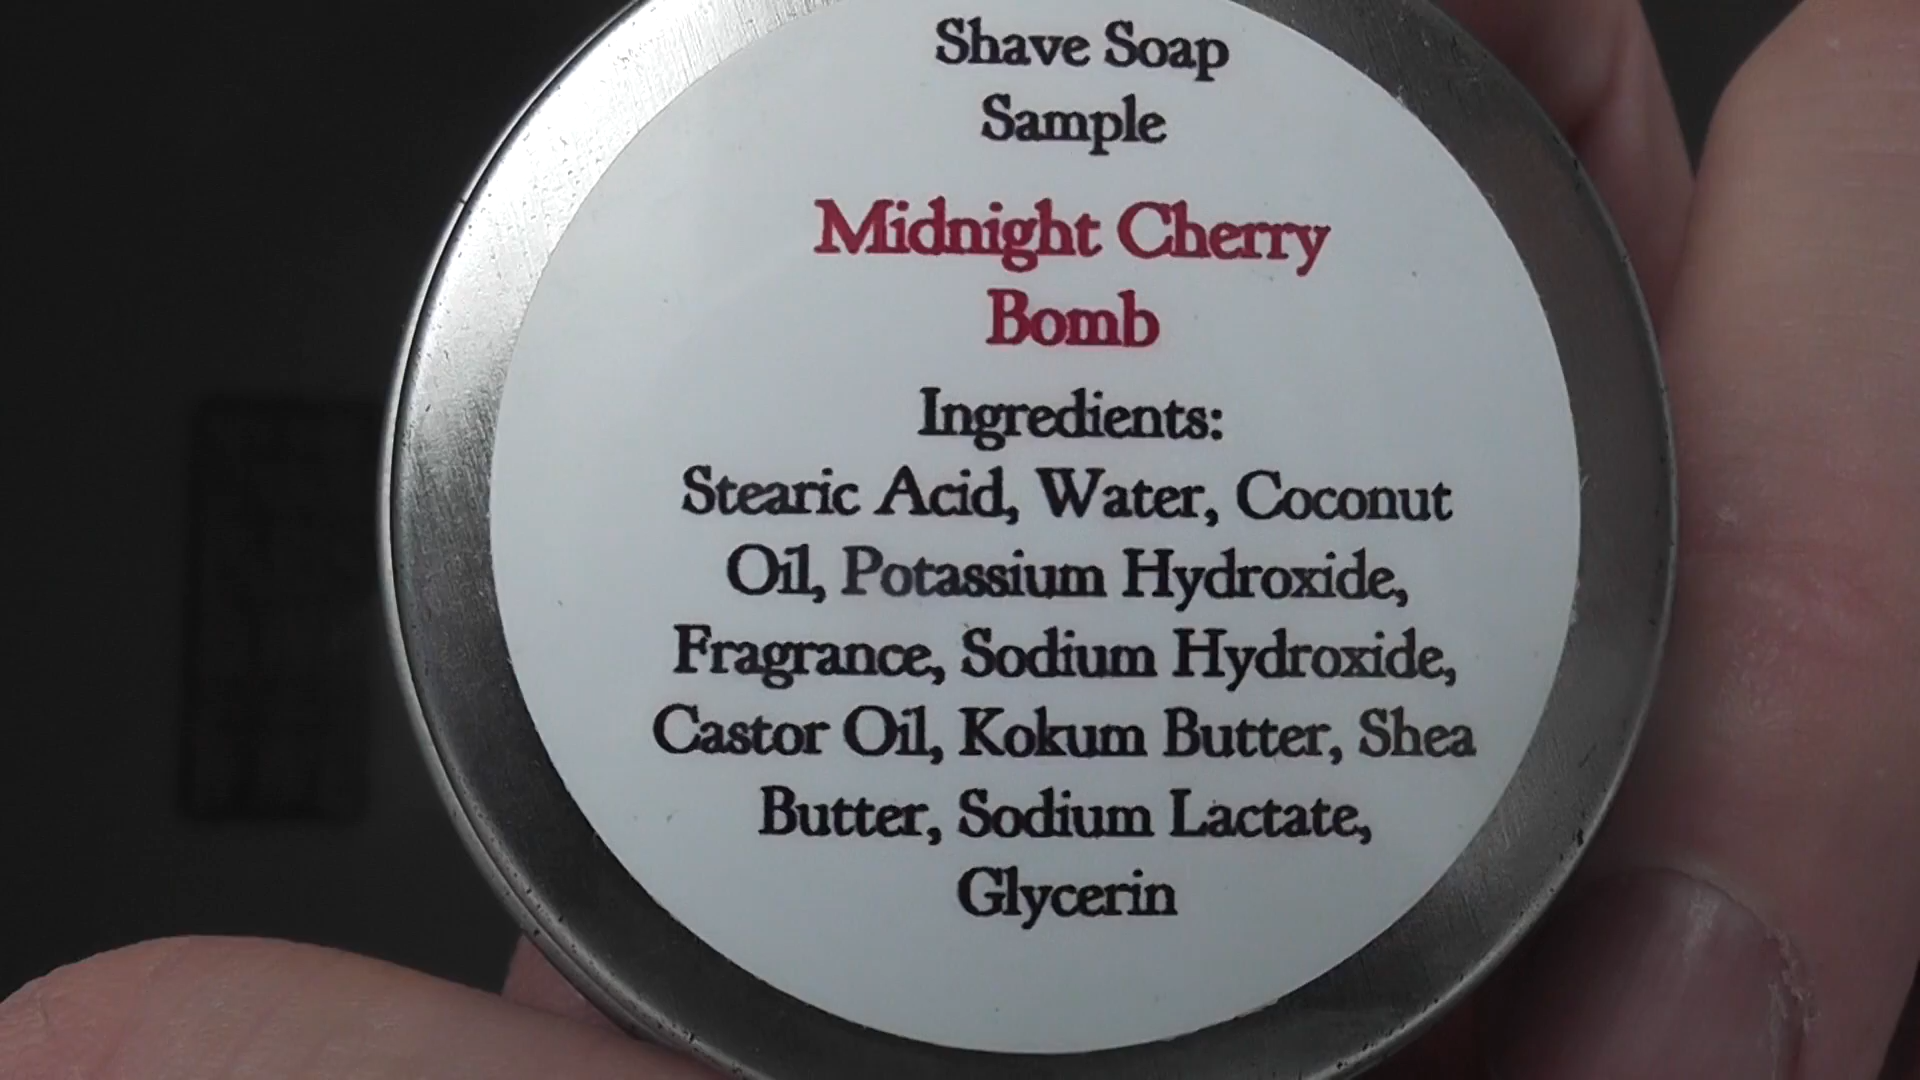 Shave Soap
Sample
Midnight Cherry
Bomb
Ingredients:
Stearic Acid, Water, Coconut
Oil, Potassium Hydroxide,
Fragrance, Sodium Hydroxide,
Castor Oil, Kokum Butter, Shea
Butter, Sodium Lactate,
Glycerin